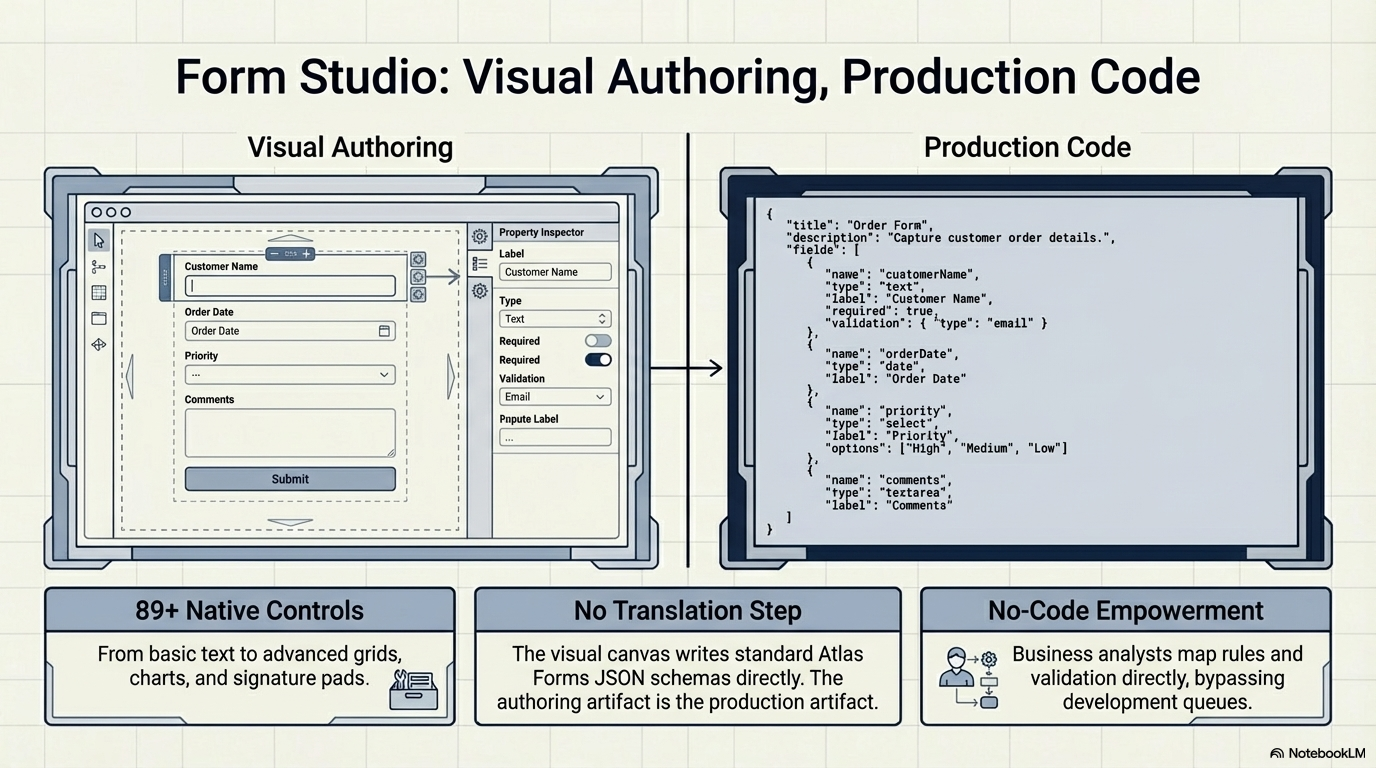 Form Studio: Visual Authoring, Production Code
Visual Authoring
Customer Name
Order Date
Order Date
Priority
...
Comments
Submit
Property Inspector
Label
Customer Name
Type
Text
Required
Required
Validation
Email
Pnpute Label
...
Production Code
{
"title": "Order Form",
"description": "Capture customer order details.",
"fielde": [
{
"nawe": "cuatomerName",
"type": "text",
"label": "Customer Name",
"required": true,
"validation": { "type": "email" }
},
{
"name": "orderDate",
"type": "date",
"label": "Order Date"
},
{
"name": "priority",
"type": "select",
"label": "Priority",
"options": ["High", "Medium", "Low"]
},
{
"name": "comments",
"type": "textarea",
"label": "Comments"
]
}
89+ Native Controls
From basic text to advanced grids,
charts, and signature pads.
No Translation Step
The visual canvas writes standard Atlas
Forms JSON schemas directly. The
authoring artifact is the production artifact.
No-Code Empowerment
Business analysts map rules and
validation directly, bypassing
development queues.
NotebookLM